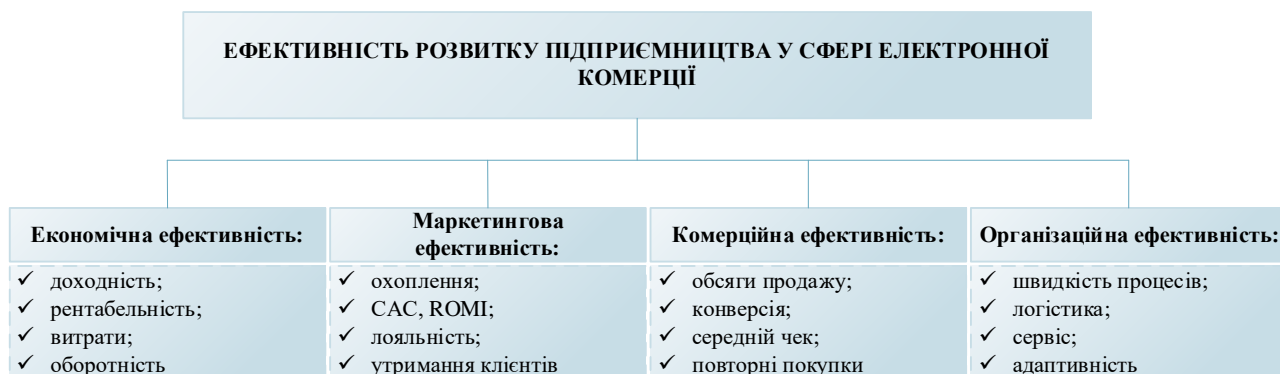 ЕФЕКТИВНІСТЬ РОЗВИТКУ ПІДПРИЄМНИЦТВА У СФЕРІ ЕЛЕКТРОННОЇ
КОМЕРЦІЇ
Економічна ефективність:
✓ доходність;
✓ рентабельність;
✓ витрати;
✓ оборотність
Маркетингова
ефективність:
✓ охоплення;
✓ CAC, ROMI;
✓ лояльність;
✓ утримання клієнтів
Комерційна ефективність:
✓ обсяги продажу;
✓ конверсія;
✓ середній чек;
✓ повторні покупки
Організаційна ефективність:
✓ швидкість процесів;
✓ логістика;
✓ сервіс;
✓ адаптивність